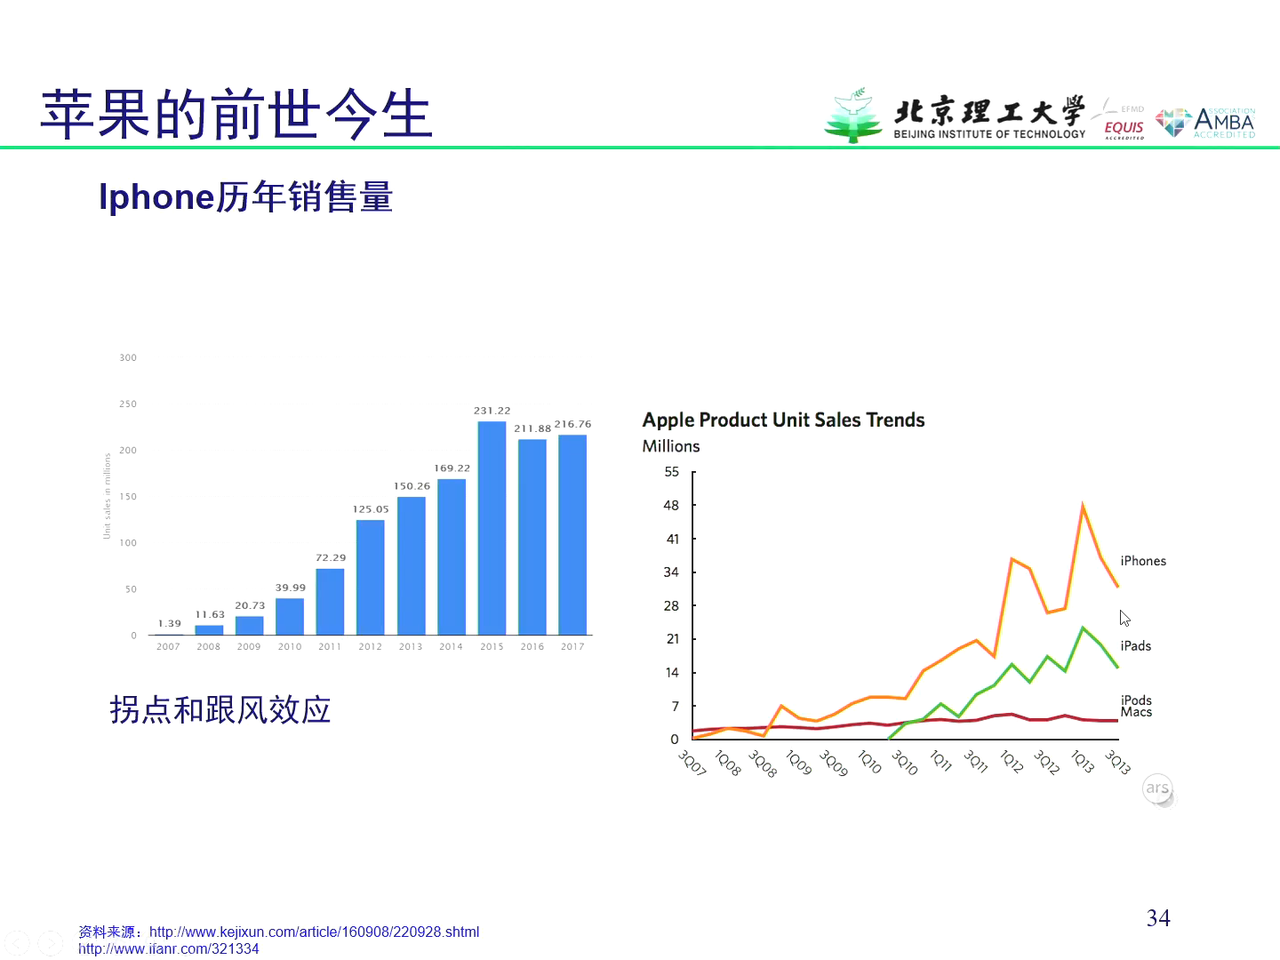 苹果的前世今生
北京理工大学
BEIJING INSTITUTE OF TECHNOLOGY
EFMD
EQUIS
ACCREDITED
ASSOCIATION
AMBA
ACCREDITED
Iphone历年销售量
300
250
200
150
100
50
0
Unit sales in millions
1.39
11.63
20.73
39.99
72.29
125.05
150.26
169.22
231.22
211.88
216.76
2007
2008
2009
2010
2011
2012
2013
2014
2015
2016
2017
Apple Product Unit Sales Trends
Millions
55
48
41
34
28
21
14
7
0
iPhones
iPads
iPods
Macs
3Q07
1Q08
3Q08
1Q09
3Q09
1Q10
3Q10
1Q11
3Q11
1Q12
3Q12
1Q13
3Q13
ars
拐点和跟风效应
34
资料来源：http://www.kejixun.com/article/160908/220928.shtml
http://www.ifanr.com/321334